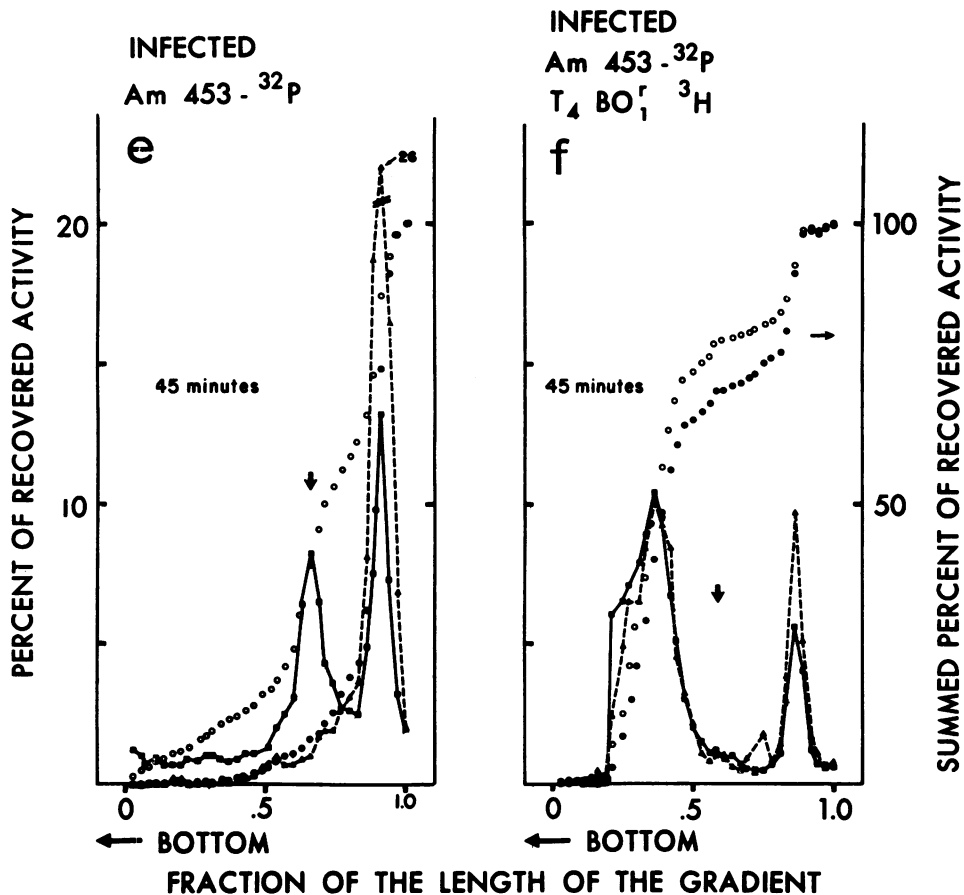 INFECTED
Am 453 - ³²P
e
26
20
10
45 minutes
0 .5 1.0
← BOTTOM
PERCENT OF RECOVERED ACTIVITY
INFECTED
Am 453 - ³²P
T₄ BO₁ʳ ³H
f
100
50
45 minutes
0 .5 1.0
← BOTTOM
SUMMED PERCENT OF RECOVERED ACTIVITY
FRACTION OF THE LENGTH OF THE GRADIENT